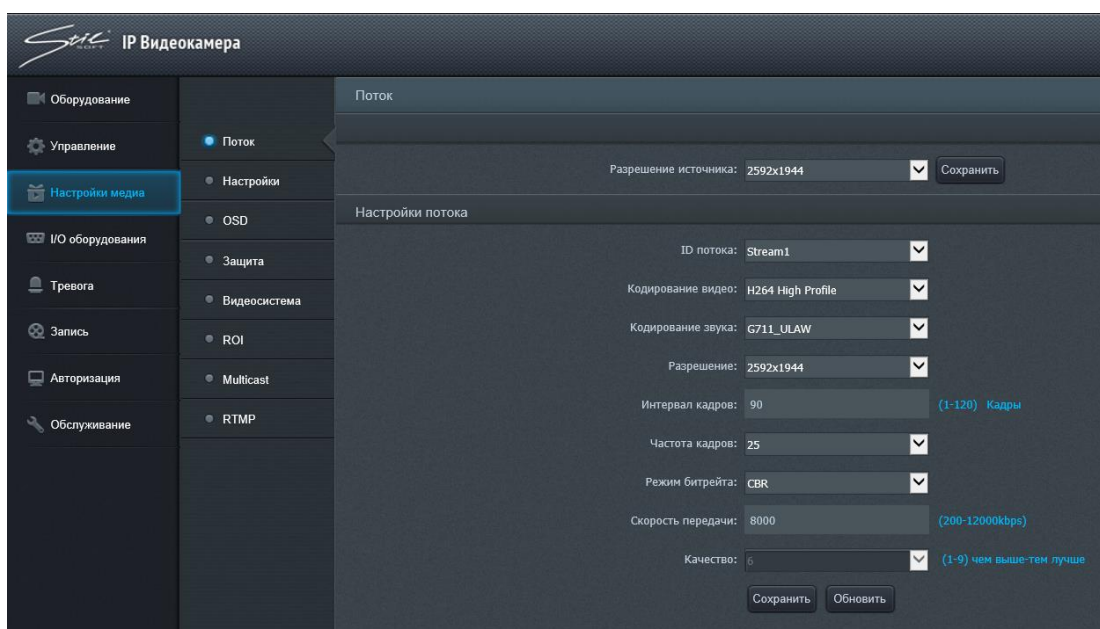 Stil SOFT IP Видеокамера
Оборудование
Управление
Настройки медиа
I/O оборудования
Тревога
Запись
Авторизация
Обслуживание
Поток
Настройки
OSD
Защита
Видеосистема
ROI
Multicast
RTMP
Поток
Разрешение источника: 2592x1944 Сохранить
Настройки потока
ID потока: Stream1
Кодирование видео: H264 High Profile
Кодирование звука: G711_ULAW
Разрешение: 2592x1944
Интервал кадров: 90 (1-120) Кадры
Частота кадров: 25
Режим битрейта: CBR
Скорость передачи: 8000 (200-12000kbps)
Качество: 6 (1-9) чем выше-тем лучше
Сохранить Обновить